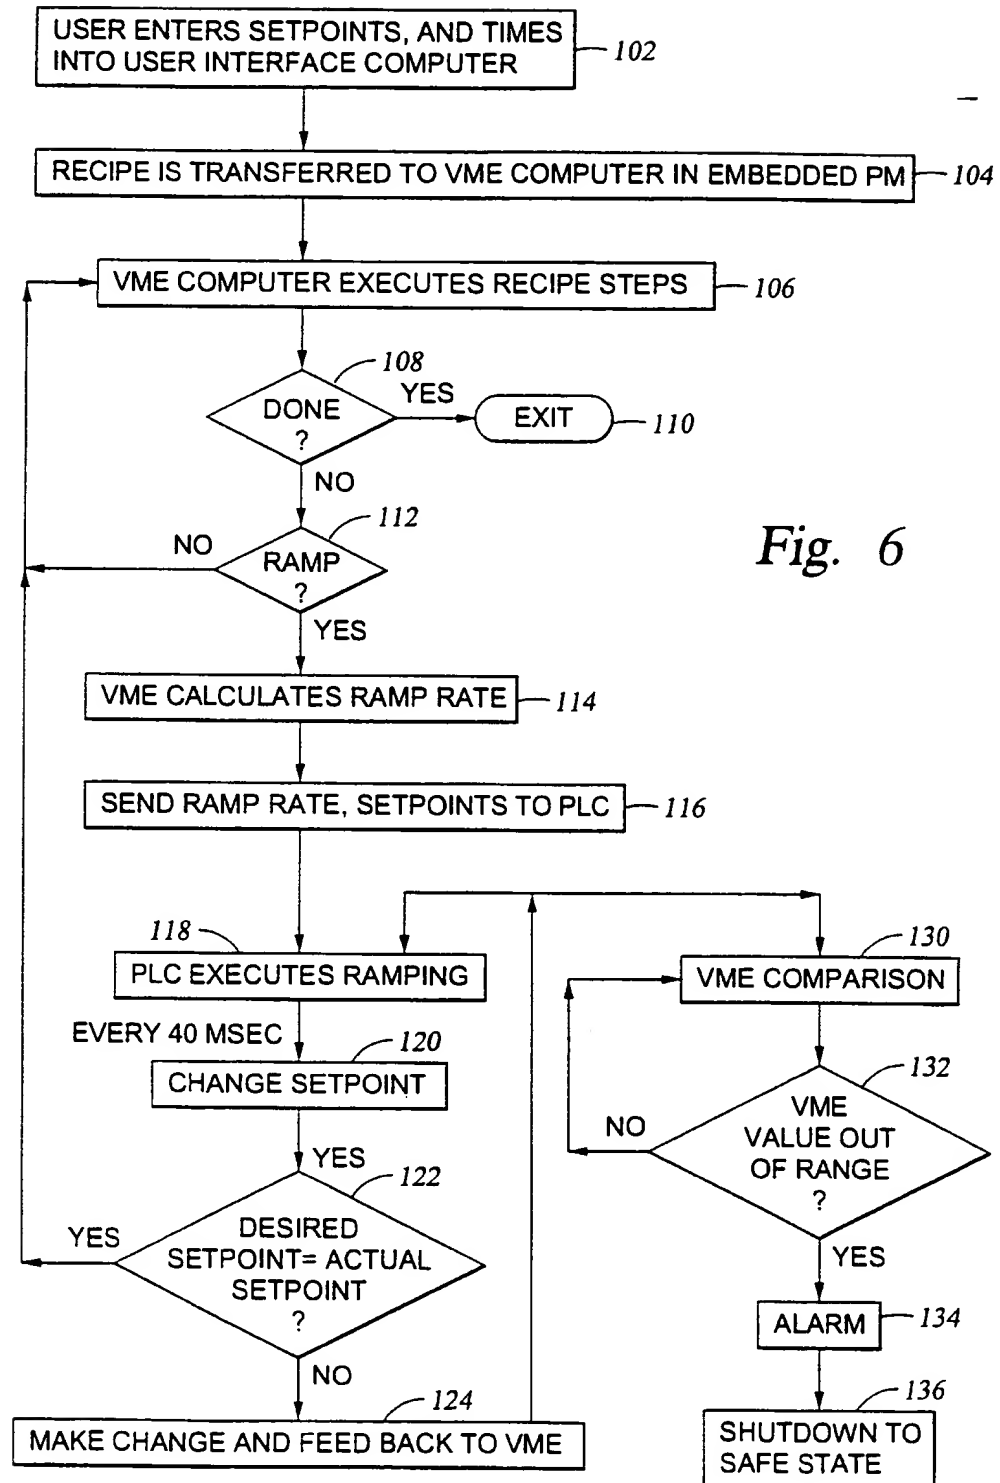 USER ENTERS SETPOINTS, AND TIMES
INTO USER INTERFACE COMPUTER
102
RECIPE IS TRANSFERRED TO VME COMPUTER IN EMBEDDED PM
104
VME COMPUTER EXECUTES RECIPE STEPS
106
108
DONE
?
YES
EXIT
110
NO
112
NO
RAMP
?
Fig. 6
YES
VME CALCULATES RAMP RATE
114
SEND RAMP RATE, SETPOINTS TO PLC
116
118
PLC EXECUTES RAMPING
EVERY 40 MSEC
120
CHANGE SETPOINT
YES
122
YES
DESIRED
SETPOINT= ACTUAL
SETPOINT
?
NO
124
MAKE CHANGE AND FEED BACK TO VME
130
VME COMPARISON
132
NO
VME
VALUE OUT
OF RANGE
?
YES
ALARM
134
136
SHUTDOWN TO
SAFE STATE